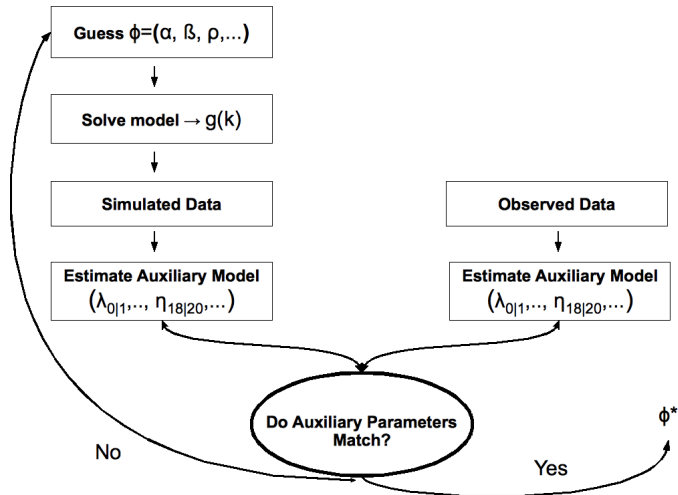 Guess ϕ=(α, ß, ρ,...)
Solve model → g(k)
Simulated Data
Observed Data
Estimate Auxiliary Model
(λ0|1,.., η18|20,...)
Estimate Auxiliary Model
(λ0|1,.., η18|20,...)
Do Auxiliary Parameters
Match?
ϕ*
No
Yes